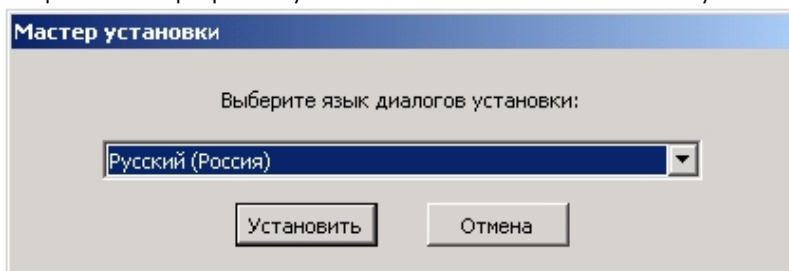 Мастер установки
Выберите язык диалогов установки:
Русский (Россия)
Установить
Отмена